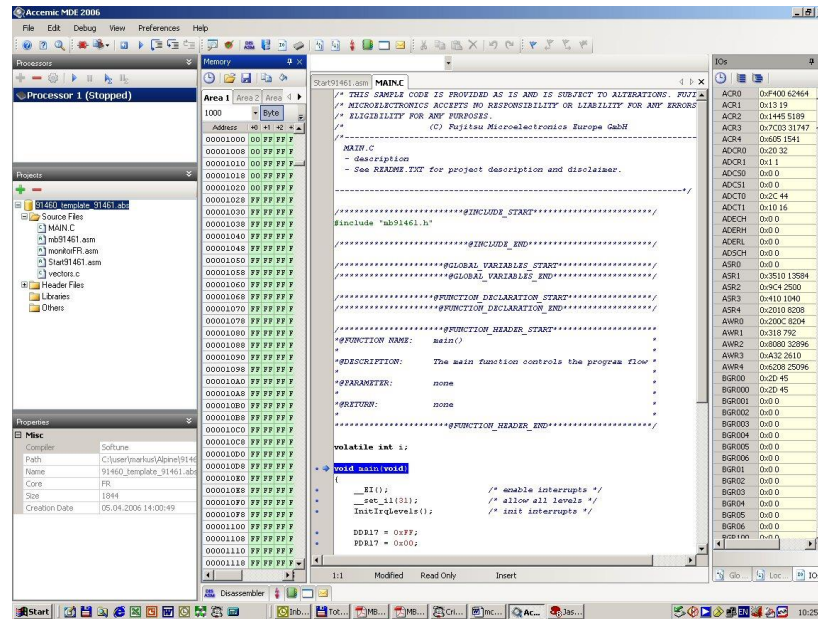 Accemic MDE 2006
File Edit Debug View Preferences Help
Processors
Processor 1 (Stopped)
Projects
91460_template_91461.abs
Source Files
MAIN.C
mb91461.asm
monitorFR.asm
Start91461.asm
vectors.c
Header Files
Libraries
Others
Properties
Misc
Compiler Softune
Path C:\user\markus\Alpine\9146
Name 91460_template_91461.abs
Core FR
Size 1844
Creation Date 05.04.2006 14:00:49
Memory
Area 1 Area 2 Area
1000 Byte
Address +0 +1 +2 +
00001000 00 FF FF F
00001008 00 FF FF F
00001010 00 FF FF F
00001018 00 FF FF F
00001020 00 FF FF F
00001028 FF FF FF F
00001030 FF FF FF F
00001038 FF FF FF F
00001040 FF FF FF F
00001048 FF FF FF F
00001050 FF FF FF F
00001058 FF FF FF F
00001060 FF FF FF F
00001068 FF FF FF F
00001070 FF FF FF F
00001078 FF FF FF F
00001080 FF FF FF F
00001088 FF FF FF F
00001090 FF FF FF F
00001098 FF FF FF F
000010A0 FF FF FF F
000010A8 FF FF FF F
000010B0 FF FF FF F
000010B8 FF FF FF F
000010C0 FF FF FF F
000010C8 FF FF FF F
000010D0 FF FF FF F
000010D8 FF FF FF F
000010E0 FF FF FF F
000010E8 FF FF FF F
000010F0 FF FF FF F
000010F8 FF FF FF F
00001100 FF FF FF F
00001108 FF FF FF F
00001110 FF FF FF F
00001118 FF FF FF F
Disassembler
Start91461.asm MAIN.C
/* THIS SAMPLE CODE IS PROVIDED AS IS AND IS SUBJECT TO ALTERATIONS. FUJIT
/* MICROELECTRONICS ACCEPTS NO RESPONSIBILITY OR LIABILITY FOR ANY ERRORS
/* ELIGIBILITY FOR ANY PURPOSES.
/* (C) Fujitsu Microelectronics Europe GmbH
/*---------------------------------------------------------------------------
MAIN.C
- description
- See README.TXT for project description and disclaimer.
---------------------------------------------------------------------------*/
/*************************@INCLUDE_START************************/
#include "mb91461.h"
/**************************@INCLUDE_END*************************/
/*********************@GLOBAL_VARIABLES_START*******************/
/**********************@GLOBAL_VARIABLES_END********************/
/*******************@FUNCTION_DECLARATION_START*****************/
/********************@FUNCTION_DECLARATION_END******************/
/*********************@FUNCTION_HEADER_START*********************
*@FUNCTION NAME: main() *
* *
*@DESCRIPTION: The main function controls the program flow *
* *
*@PARAMETER: none *
* *
*@RETURN: none *
* *
***********************@FUNCTION_HEADER_END*********************/
volatile int i;
void main(void)
{
__EI(); /* enable interrupts */
__set_il(31); /* allow all levels */
InitIrqLevels(); /* init interrupts */
DDR17 = 0xFF;
PDR17 = 0x00;
1:1 Modified Read Only Insert
IOs
ACR0 0xF400 62464
ACR1 0x13 19
ACR2 0x1445 5189
ACR3 0x7C03 31747
ACR4 0x605 1541
ADCR0 0x20 32
ADCR1 0x1 1
ADCS0 0x0 0
ADCS1 0x0 0
ADCT0 0x2C 44
ADCT1 0x10 16
ADECH 0x0 0
ADERH 0x0 0
ADERL 0x0 0
ADSCH 0x0 0
ASR0 0x0 0
ASR1 0x3510 13584
ASR2 0x9C4 2500
ASR3 0x410 1040
ASR4 0x2010 8208
AWR0 0x200C 8204
AWR1 0x318 792
AWR2 0x8080 32896
AWR3 0xA32 2610
AWR4 0x6208 25096
BGR00 0x2D 45
BGR000 0x2D 45
BGR001 0x0 0
BGR002 0x0 0
BGR003 0x0 0
BGR004 0x0 0
BGR005 0x0 0
BGR006 0x0 0
BGR01 0x0 0
BGR02 0x0 0
BGR03 0x0 0
BGR04 0x0 0
BGR05 0x0 0
BGR06 0x0 0
BGR100 0x0 0
Glo... Loc... IO
Start Inb... Tot... MB... MB... Cri... mc... Ac... Jas... EN 10:25